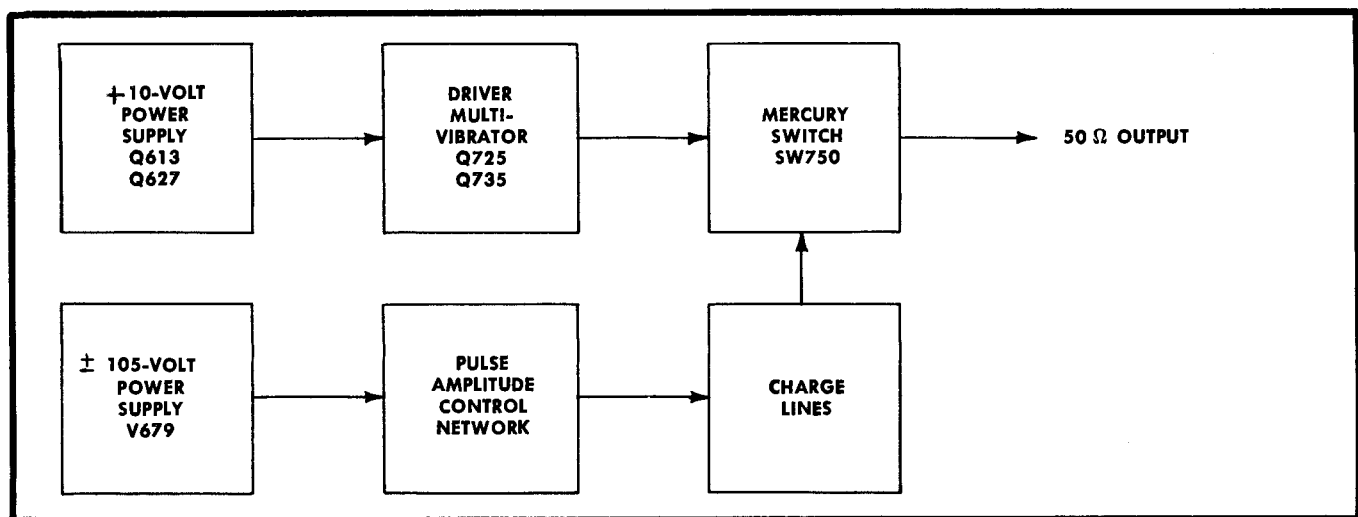 +10-VOLT
POWER
SUPPLY
Q613
Q627
DRIVER
MULTI-
VIBRATOR
Q725
Q735
MERCURY
SWITCH
SW750
50 Ω OUTPUT
± 105-VOLT
POWER
SUPPLY
V679
PULSE
AMPLITUDE
CONTROL
NETWORK
CHARGE
LINES